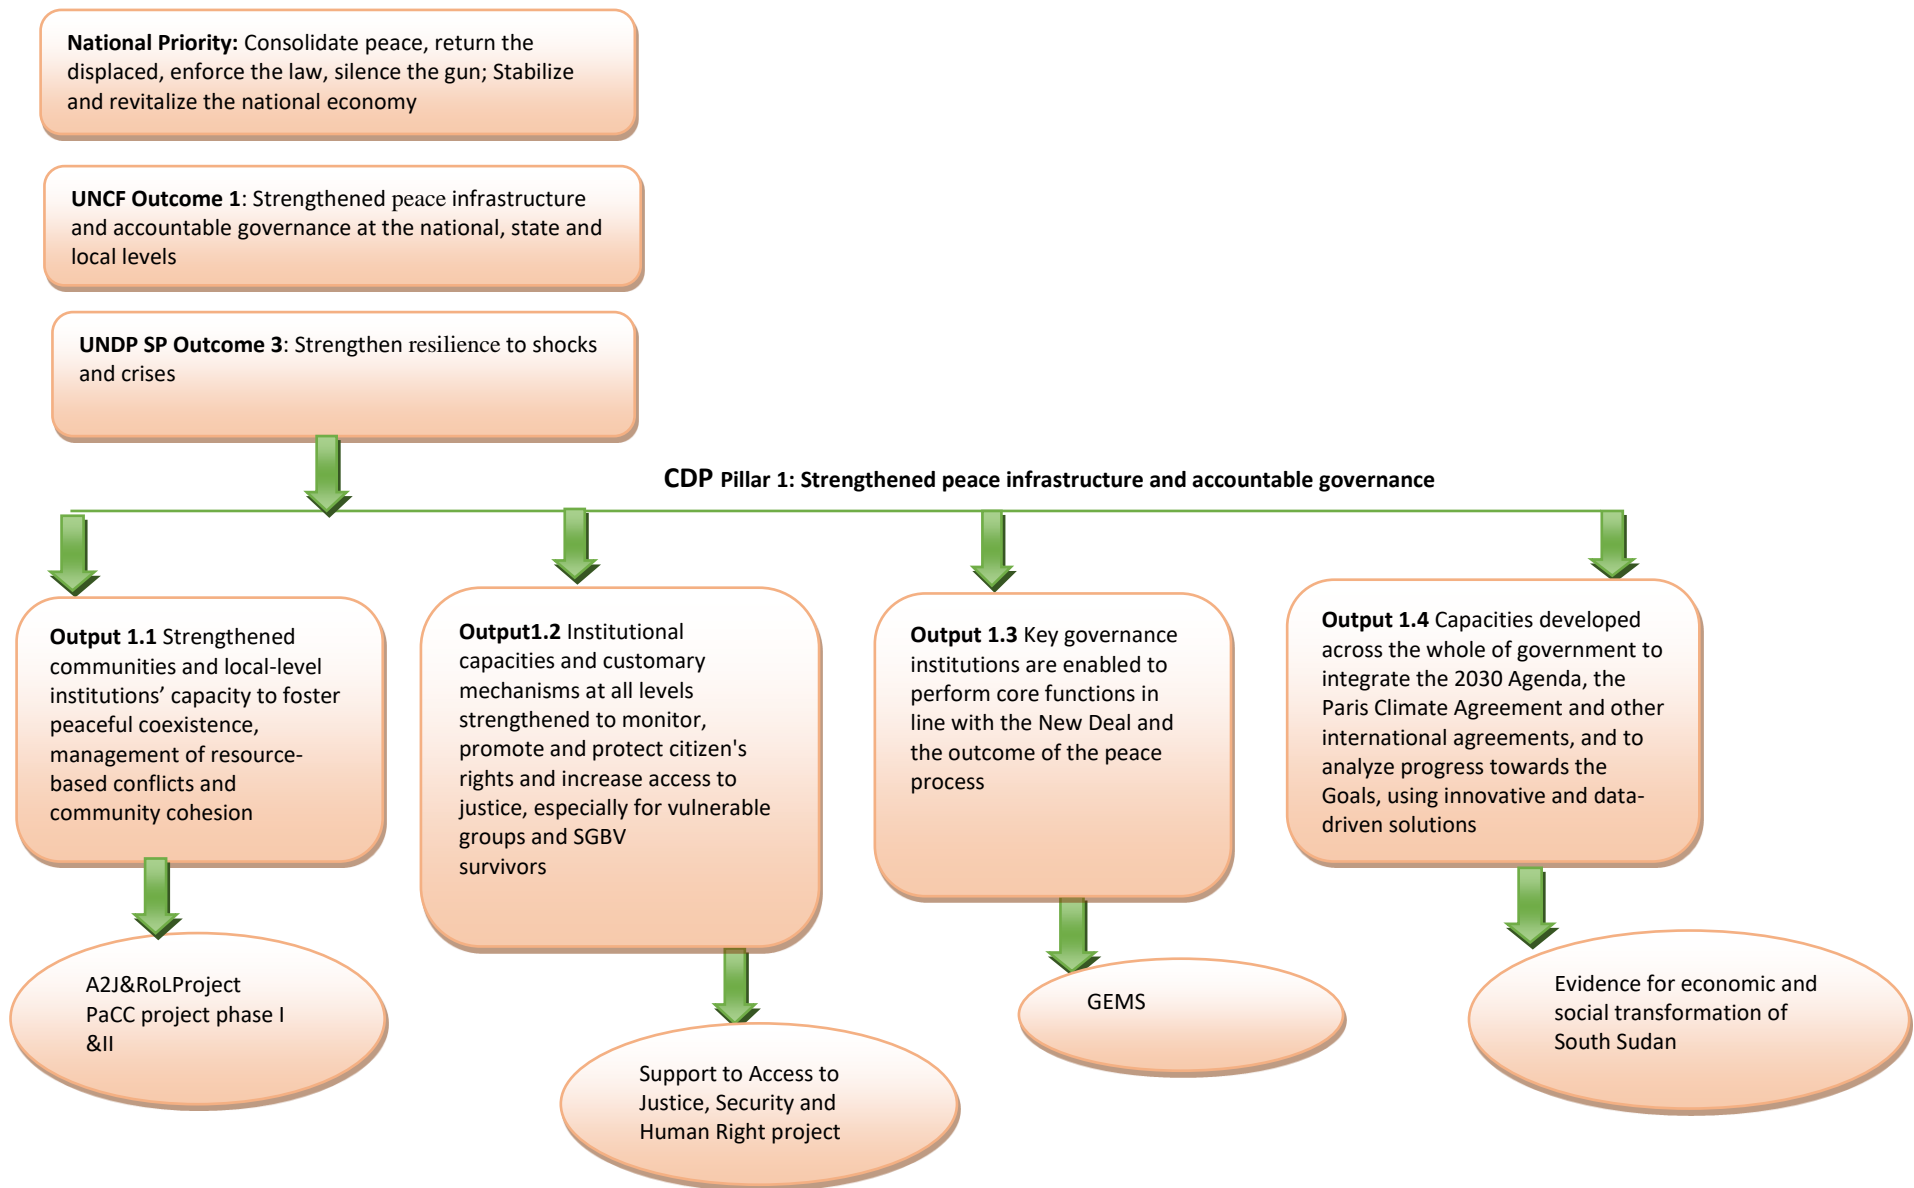 National Priority: Consolidate peace, return the
displaced, enforce the law, silence the gun; Stabilize
and revitalize the national economy
UNCF Outcome 1: Strengthened peace infrastructure
and accountable governance at the national, state and
local levels
UNDP SP Outcome 3: Strengthen resilience to shocks
and crises
CDP Pillar 1: Strengthened peace infrastructure and accountable governance
Output 1.1 Strengthened
communities and local-level
institutions’ capacity to foster
peaceful coexistence,
management of resource-
based conflicts and
community cohesion
Output1.2 Institutional
capacities and customary
mechanisms at all levels
strengthened to monitor,
promote and protect citizen's
rights and increase access to
justice, especially for vulnerable
groups and SGBV
survivors
Output 1.3 Key governance
institutions are enabled to
perform core functions in
line with the New Deal and
the outcome of the peace
process
Output 1.4 Capacities developed
across the whole of government to
integrate the 2030 Agenda, the
Paris Climate Agreement and other
international agreements, and to
analyze progress towards the
Goals, using innovative and data-
driven solutions
A2J&RoLProject
PaCC project phase I
&II
Support to Access to
Justice, Security and
Human Right project
GEMS
Evidence for economic and
social transformation of
South Sudan